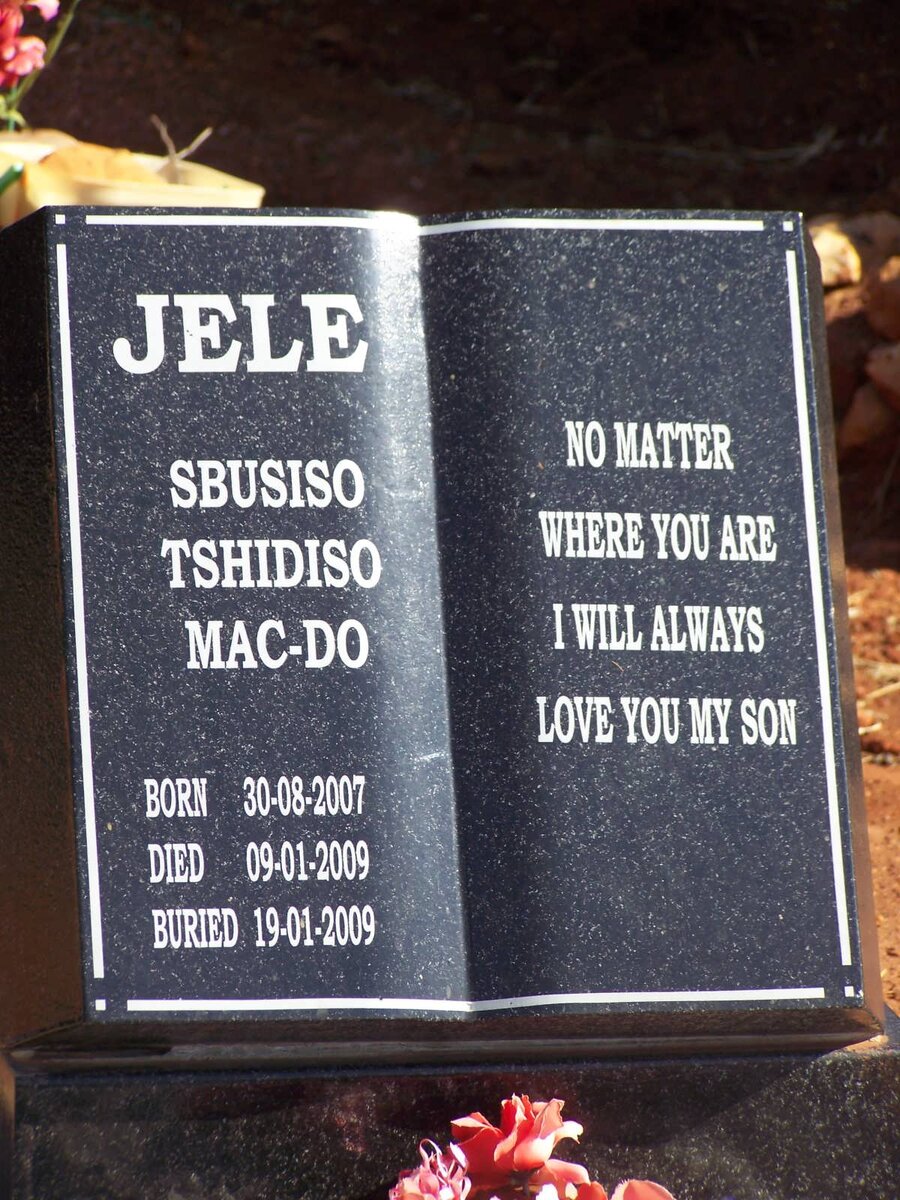 JELE
SBUSISO
TSHIDISO
MAC-DO
BORN 30-08-2007
DIED 09-01-2009
BURIED 19-01-2009
NO MATTER
WHERE YOU ARE
I WILL ALWAYS
LOVE YOU MY SON